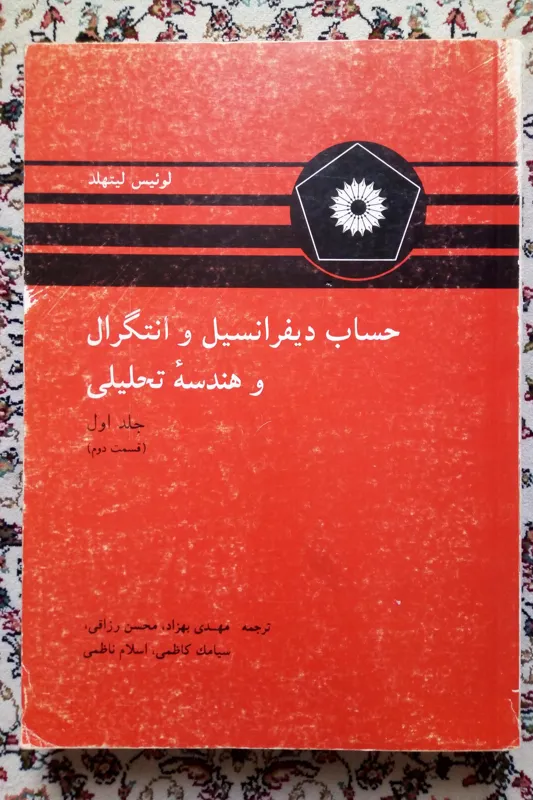 لوئیس لیتهلد
حساب دیفرانسیل و انتگرال
و هندسهٔ تحلیلی
جلد اول
(قسمت دوم)
ترجمه مهدی بهزاد، محسن رزاقی،
سیامک کاظمی، اسلام ناظمی